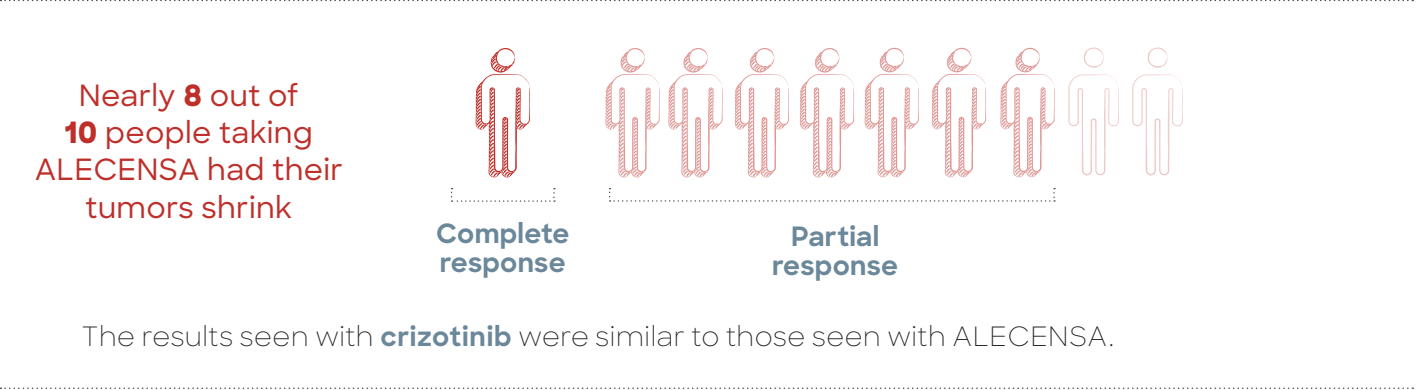 Nearly 8 out of
10 people taking
ALECENSA had their
tumors shrink
Complete
response
Partial
response
The results seen with crizotinib were similar to those seen with ALECENSA.